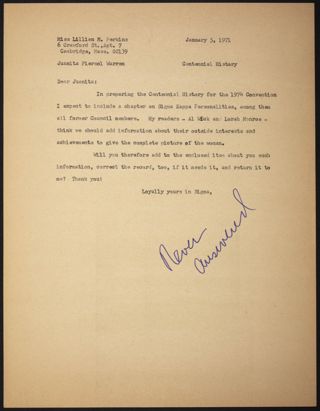 Miss Lillian M. Perkins January 5, 1971
6 Crawford St., Apt. 7
Cambridge, Mass. 02139
Juanita Piersol Warren Centennial History
Dear Juanita:
In preparing the Centennial History for the 1974 Convention
I expect to include a chapter on Sigma Kappa Personalities, among them
all former Council members. My readers - Al Wick and Larsh Monroe -
think we should add information about their outside interests and
achievements to give the complete picture of the woman.
Will you therefore add to the enclosed item about you such
information, correct the record, too, if it needs it, and return it to
me? Thank you!
Loyally yours in Sigma,
Never
answered